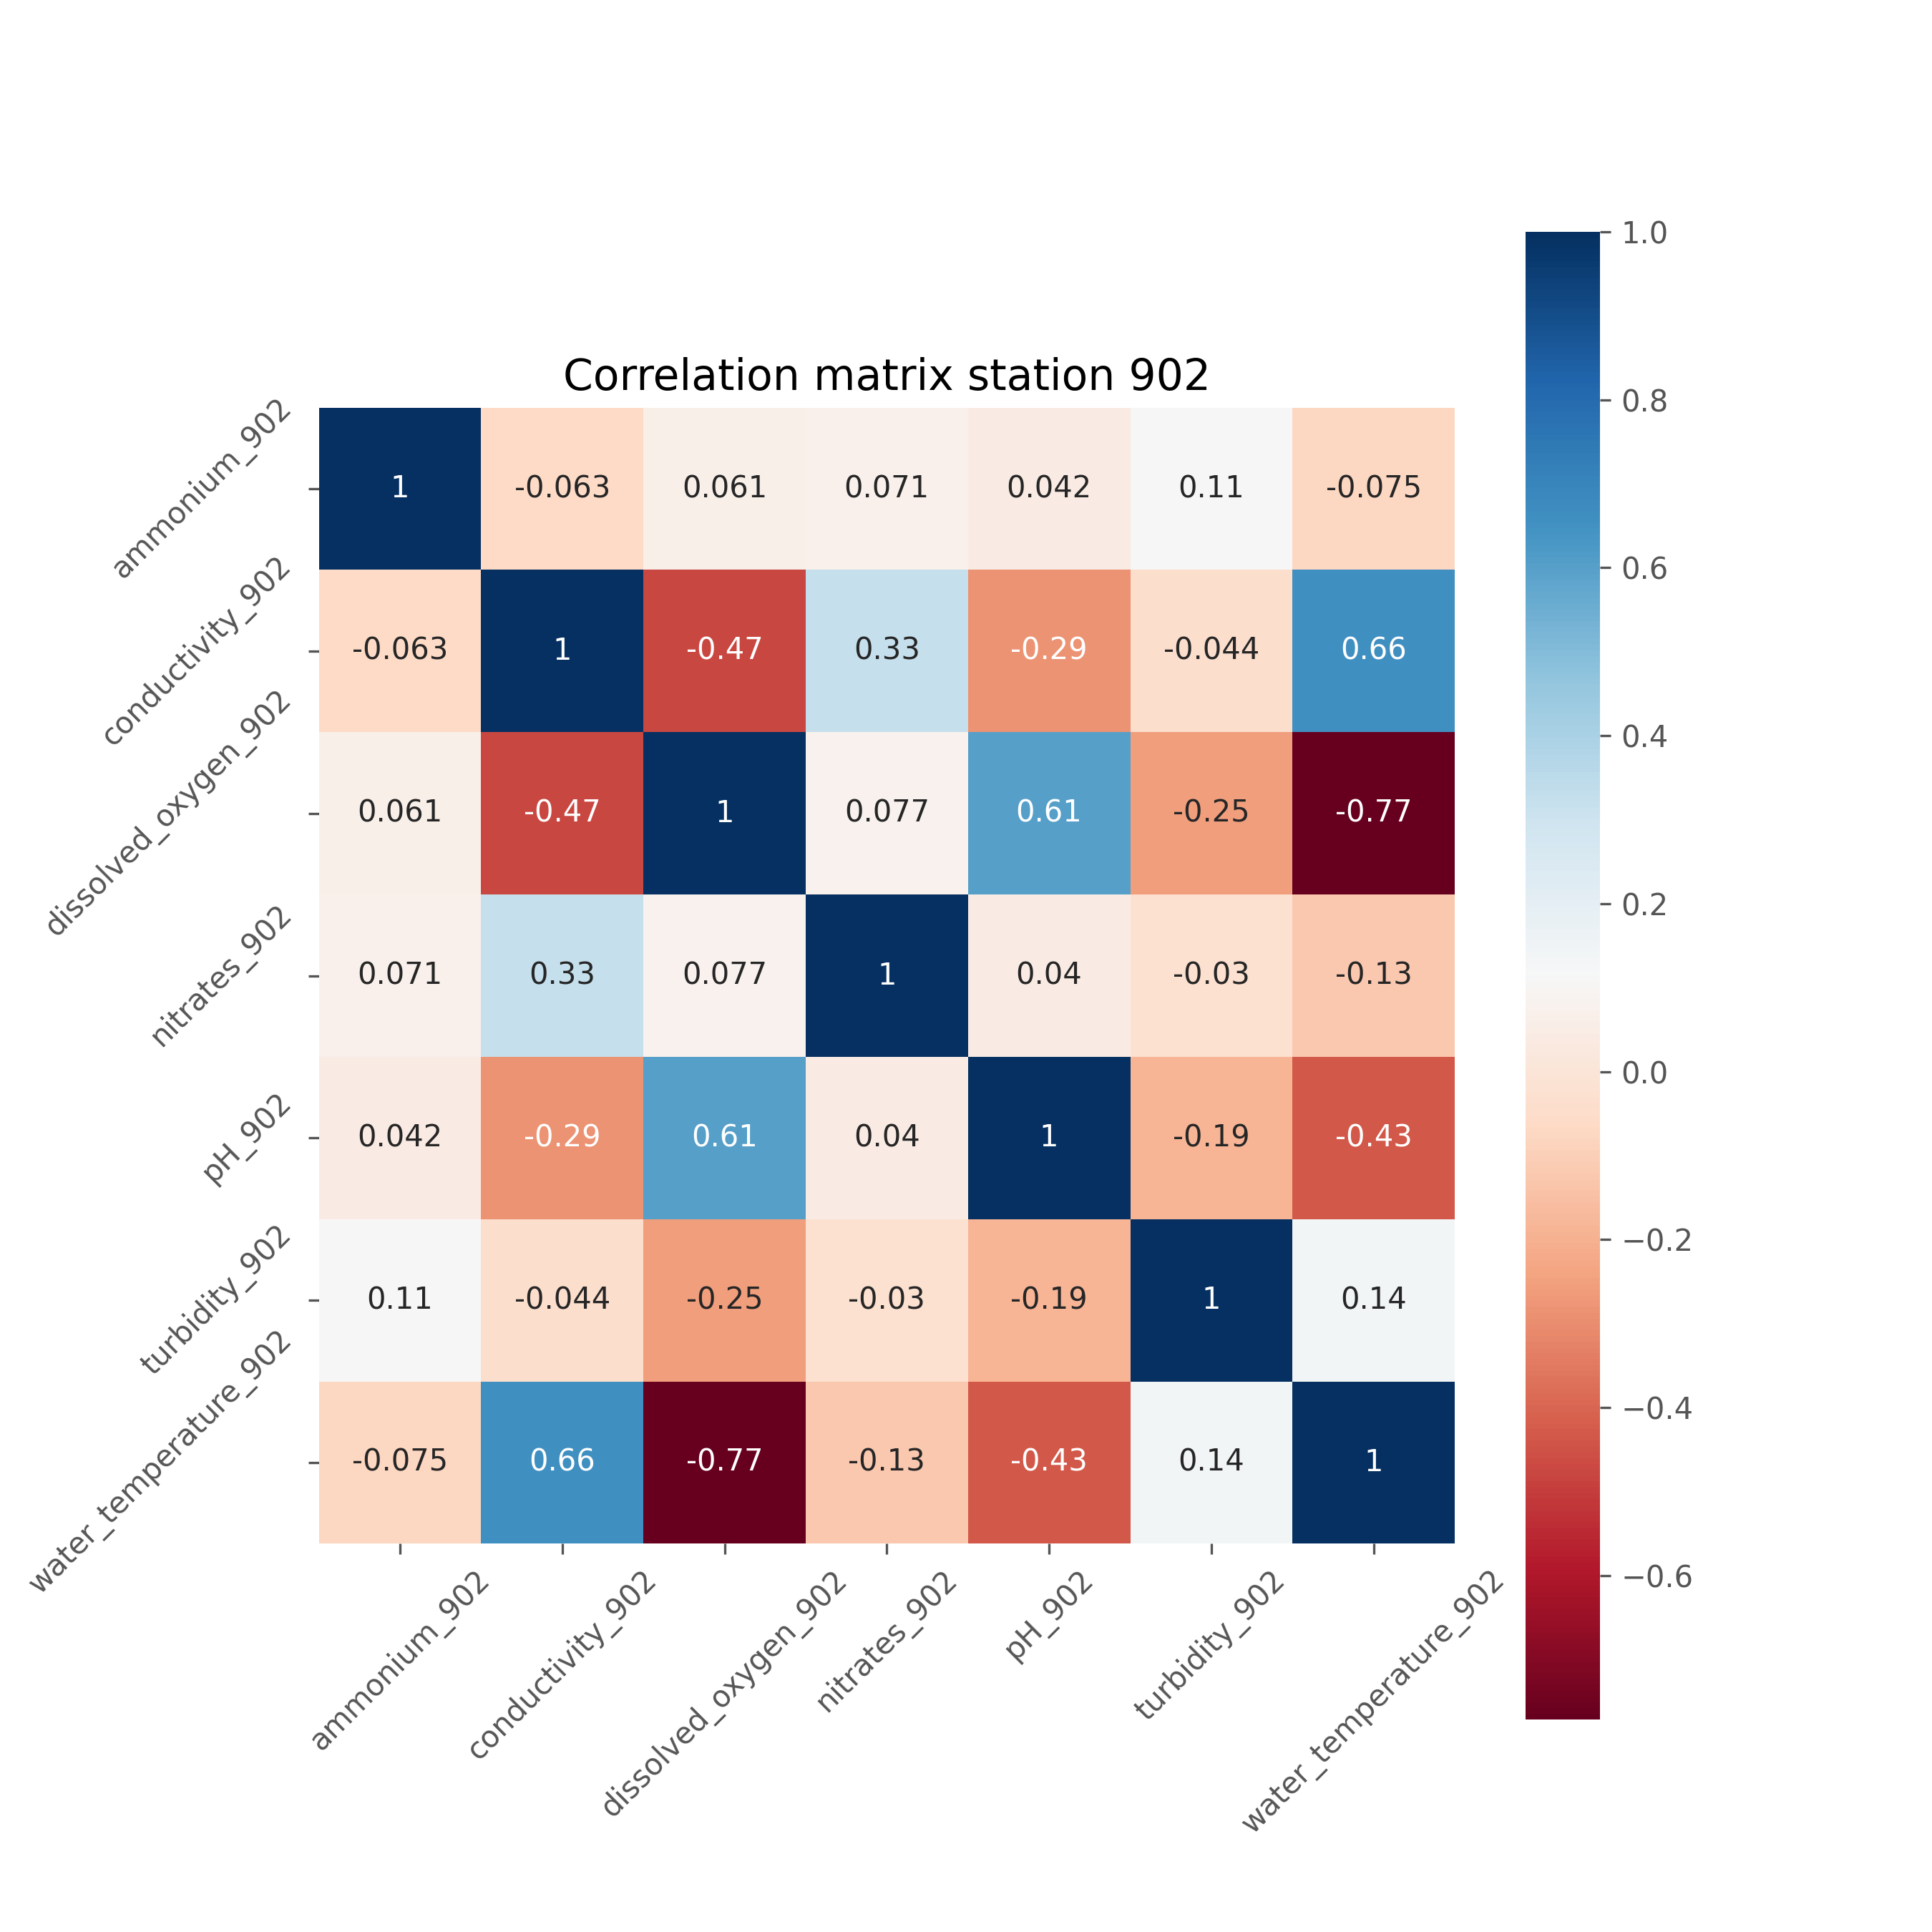 Correlation matrix station 902
ammonium_902
1 -0.063 0.061 0.071 0.042 0.11 -0.075
conductivity_902
-0.063 1 -0.47 0.33 -0.29 -0.044 0.66
dissolved_oxygen_902
0.061 -0.47 1 0.077 0.61 -0.25 -0.77
nitrates_902
0.071 0.33 0.077 1 0.04 -0.03 -0.13
pH_902
0.042 -0.29 0.61 0.04 1 -0.19 -0.43
turbidity_902
0.11 -0.044 -0.25 -0.03 -0.19 1 0.14
water_temperature_902
-0.075 0.66 -0.77 -0.13 -0.43 0.14 1
ammonium_902
conductivity_902
dissolved_oxygen_902
nitrates_902
pH_902
turbidity_902
water_temperature_902
1.0
0.8
0.6
0.4
0.2
0.0
−0.2
−0.4
−0.6